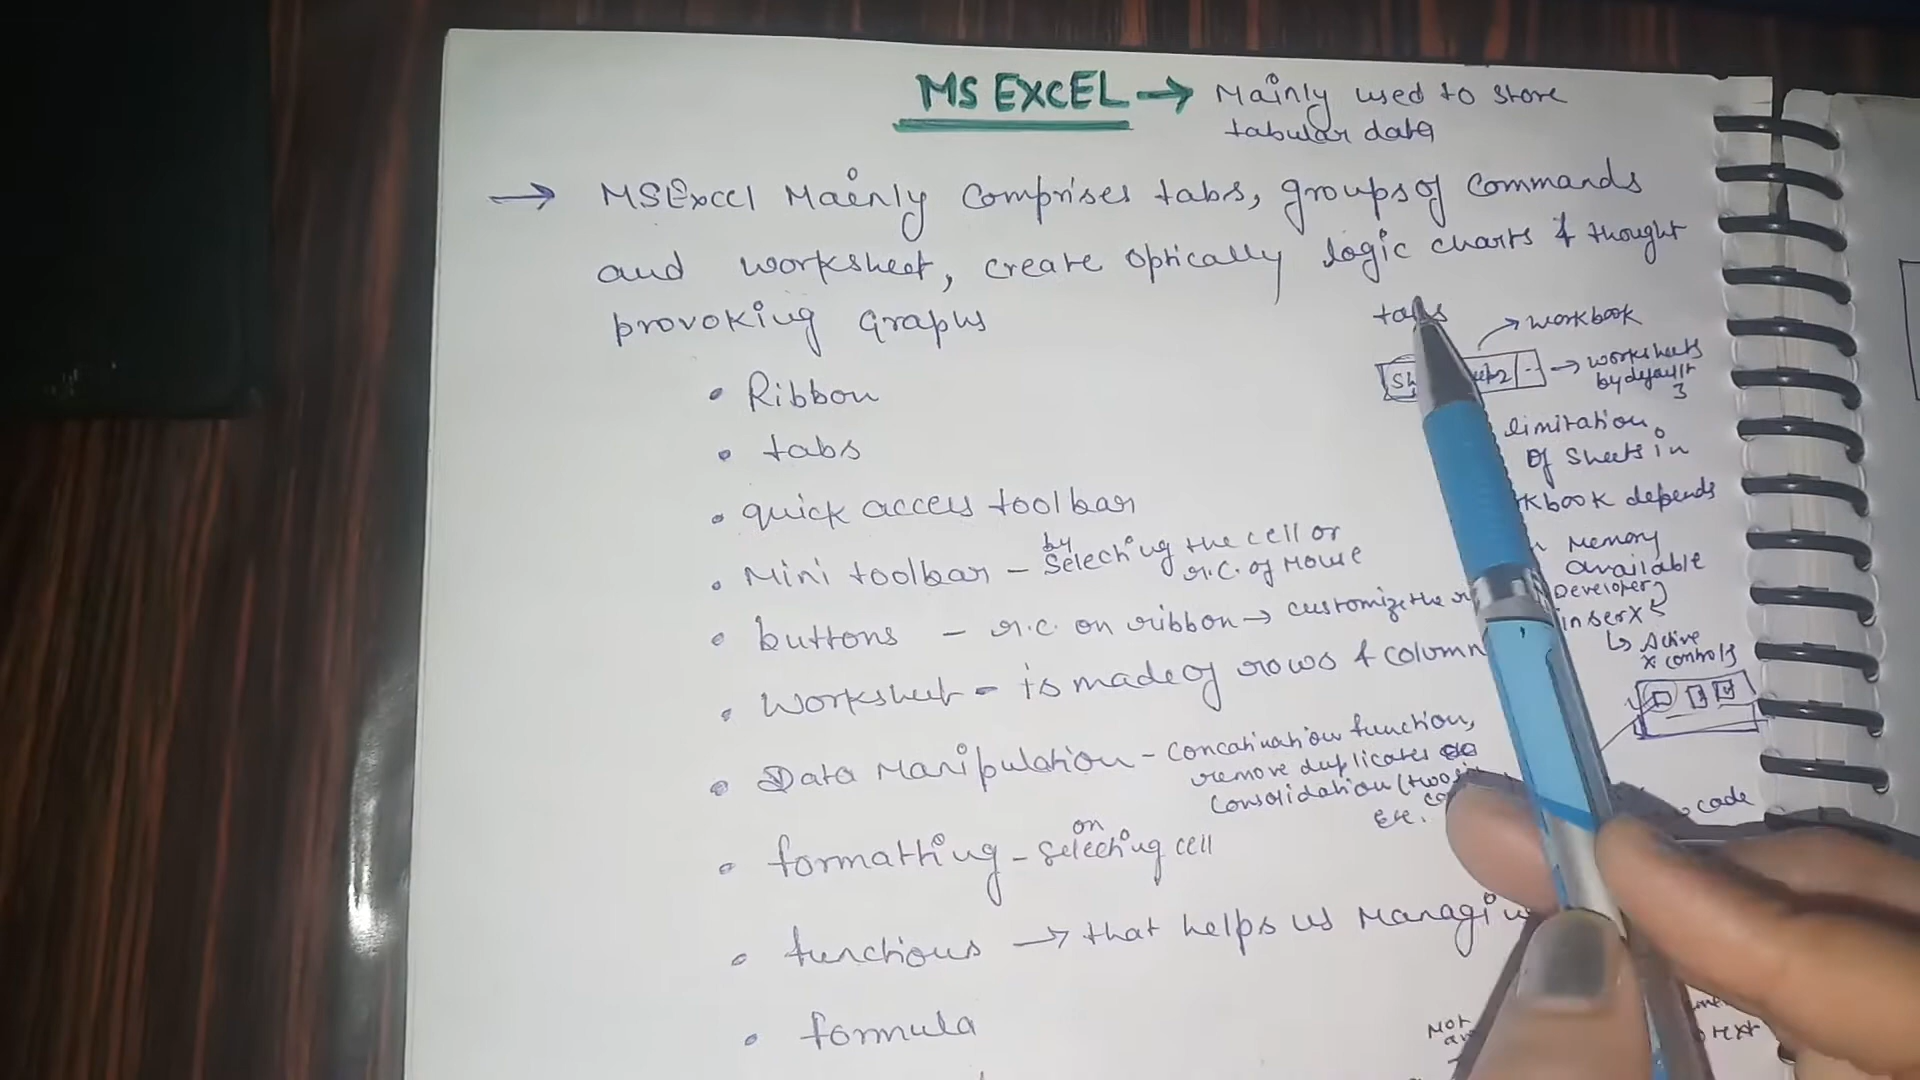 MS EXCEL → Mainly used to store
tabular data
→ MSExcel Mainly comprises tabs, groups of commands
and worksheet, create optically logic charts & thought
provoking graphs
• Ribbon
• tabs
• quick access toolbar
• Mini toolbar – by selecting the cell or
r.c. of Mouse
• buttons – r.c. on ribbon → customize the
• Worksheet – is made of rows & column
• Data Manipulation – concatination function,
remove duplicates
consolidation (two
etc.
• formatting – on selecting cell
• functions → that helps us Managi
• formula
tabs
→ workbook
→ worksheets
by default
3
limitation
of sheets in
kbook depends
Memory
available
Developer
insert
↳ Active
X controls
code
Not
text